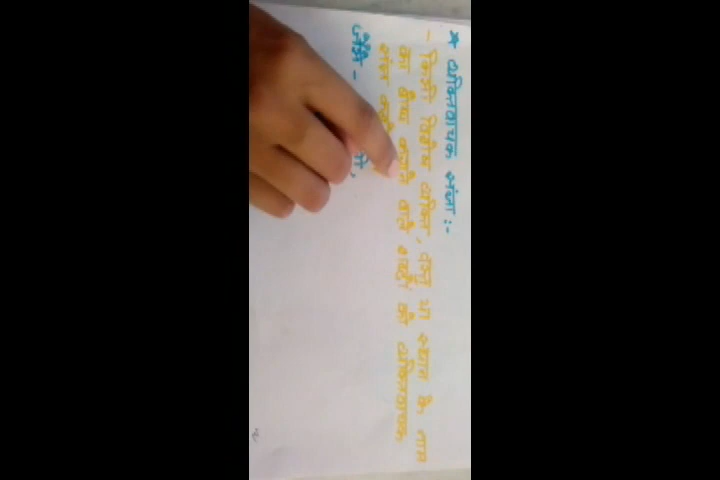 * व्यक्तिवाचक संज्ञा :-
- किसी विशेष व्यक्ति, वस्तु या स्थान के नाम
का बोध कराने वाले शब्दों को व्यक्तिवाचक
संज्ञा
जैसे -